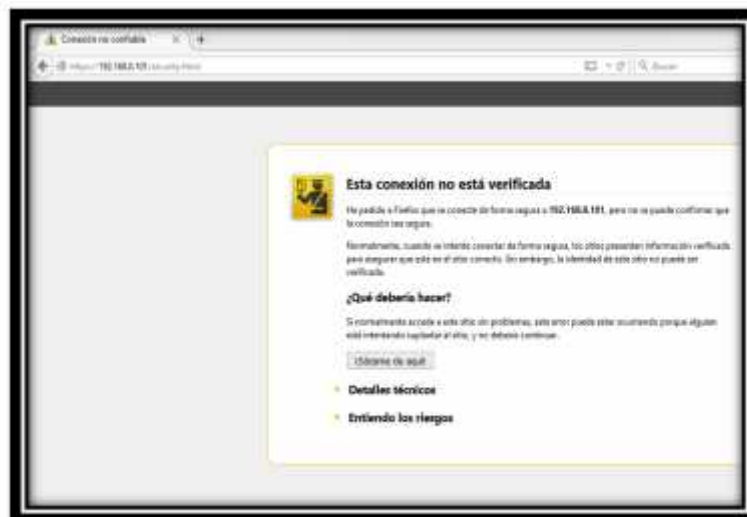 Conexión no confiable × +
https://192.168.0.101/security.html Buscar
Esta conexión no está verificada
Ha pedido a Firefox que se conecte de forma segura a 192.168.0.101, pero no se puede confirmar que
la conexión sea segura.
Normalmente, cuando se intenta conectar de forma segura, los sitios presentan información verificada
para asegurar que está en el sitio correcto. Sin embargo, la identidad de este sitio no puede ser
verificada.
¿Qué debería hacer?
Si normalmente accede a este sitio sin problemas, este error puede estar ocurriendo porque alguien
está intentando suplantar al sitio, y no debería continuar.
¡Sáqueme de aquí!
Detalles técnicos
Entiendo los riesgos